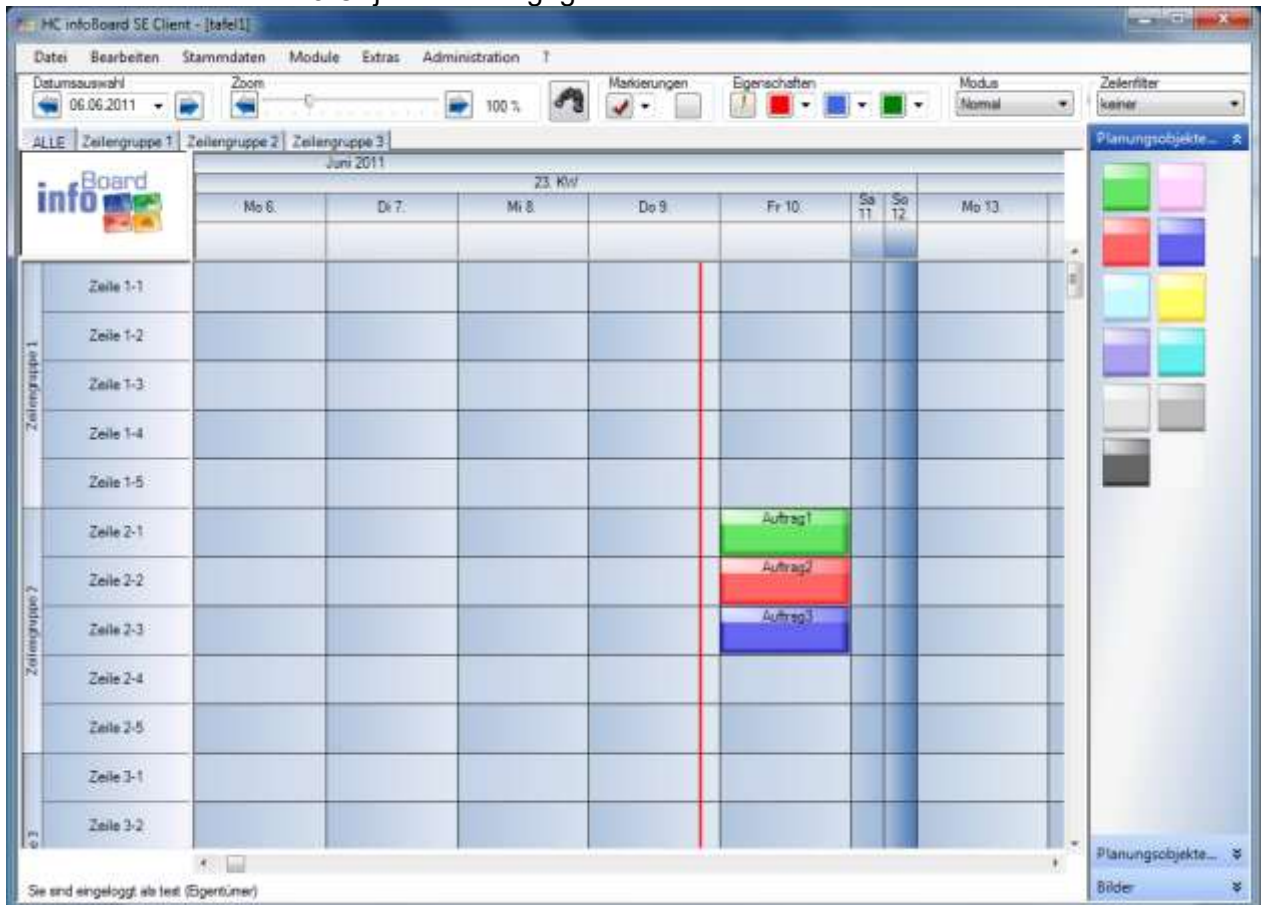 HC infoBoard SE Client - [tafel1]
Datei Bearbeiten Stammdaten Module Extras Administration ?
Datumsauswahl Zoom Markierungen Eigenschaften Modus Zeilenfilter
06.06.2011 100 % Normal keiner
ALLE Zeilengruppe 1 Zeilengruppe 2 Zeilengruppe 3 Planungsobjekte...
infoBoard
Juni 2011
23. KW
Mo 6. Di 7. Mi 8. Do 9. Fr 10. Sa 11. So 12. Mo 13.
Zeilengruppe 1
Zeile 1-1
Zeile 1-2
Zeile 1-3
Zeile 1-4
Zeile 1-5
Zeilengruppe 2
Zeile 2-1 Auftrag1
Zeile 2-2 Auftrag2
Zeile 2-3 Auftrag3
Zeile 2-4
Zeile 2-5
e 3
Zeile 3-1
Zeile 3-2
Planungsobjekte...
Bilder
Sie sind eingeloggt als test (Eigentümer)